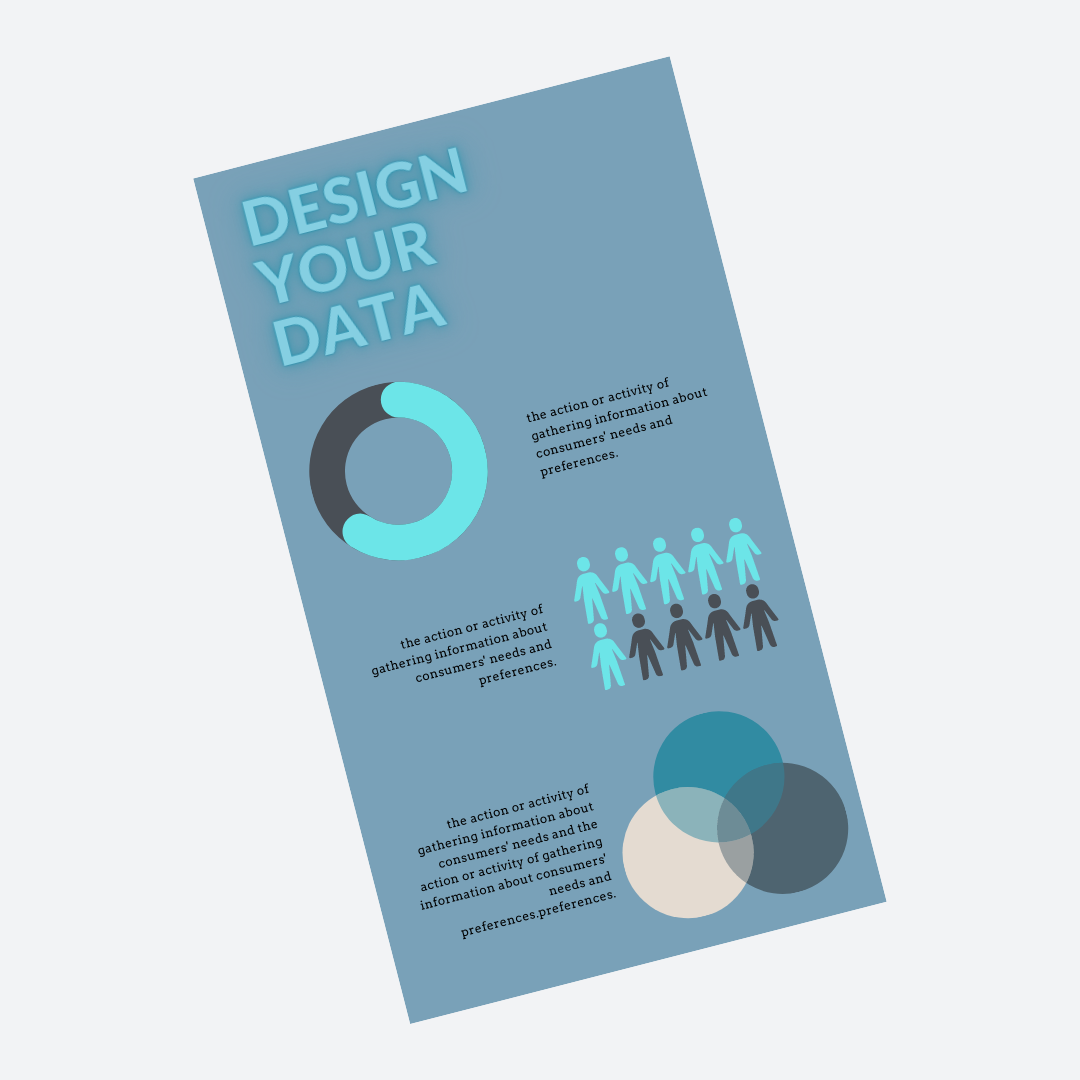 DESIGN
YOUR
DATA
the action or activity of
gathering information about
consumers' needs and
preferences.
the action or activity of
gathering information about
consumers' needs and
preferences.
the action or activity of
gathering information about
consumers' needs and the
action or activity of gathering
information about consumers'
needs and
preferences.preferences.